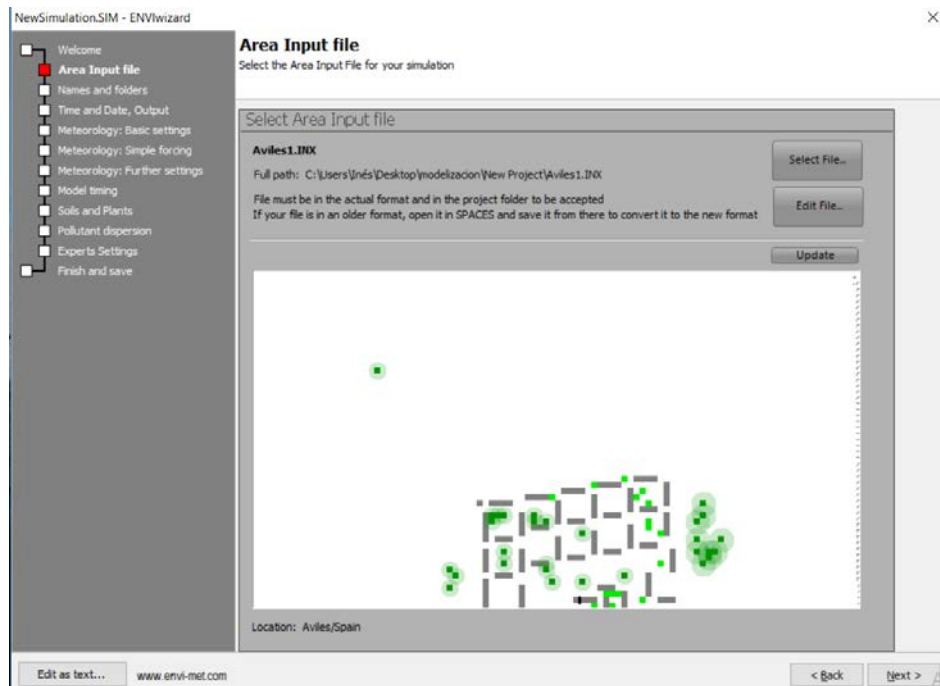 NewSimulation.SIM - ENVIwizard
Welcome
Area Input file
Names and folders
Time and Date, Output
Meteorology: Basic settings
Meteorology: Simple forcing
Meteorology: Further settings
Model timing
Soils and Plants
Pollutant dispersion
Experts Settings
Finish and save
Area Input file
Select the Area Input File for your simulation
Select Area Input file
Aviles1.INX
Full path: C:\Users\Inés\Desktop\modelizacion\New Project\Aviles1.INX
File must be in the actual format and in the project folder to be accepted
If your file is in an older format, open it in SPACES and save it from there to convert it to the new format
Select File...
Edit File...
Update
Location: Aviles/Spain
Edit as text...
www.envi-met.com
< Back
Next >